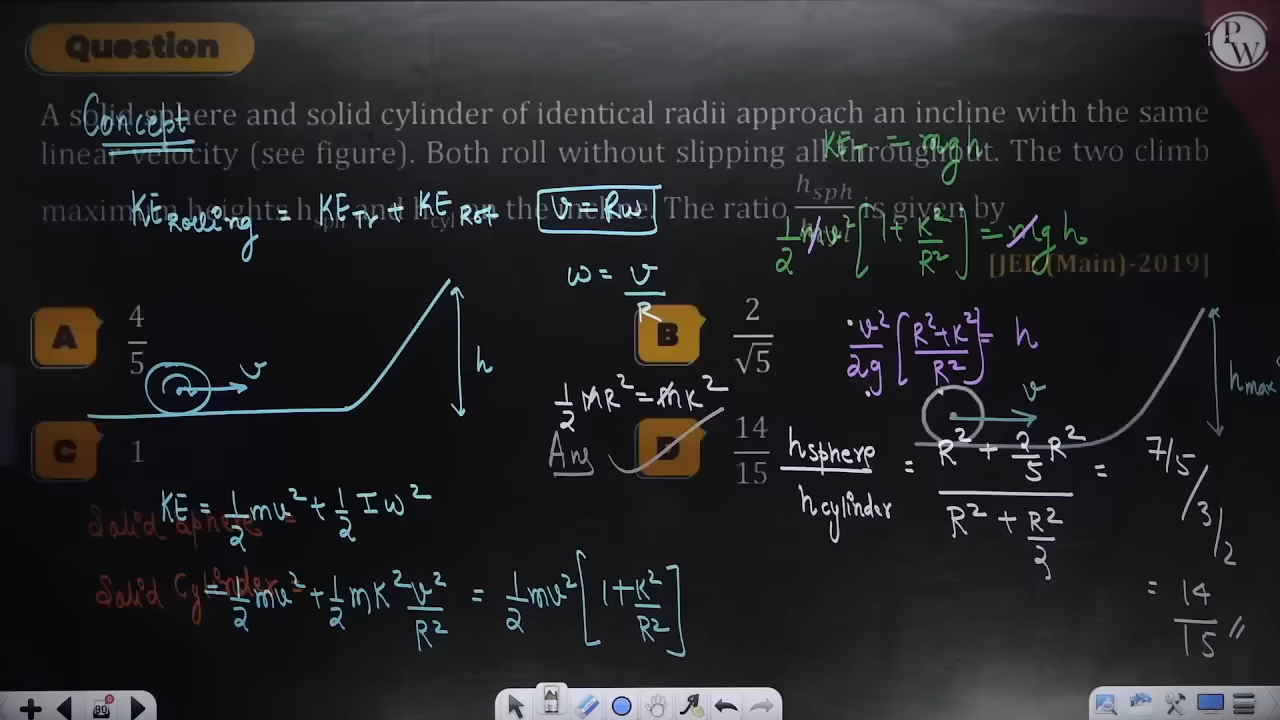 Question
PW
A solid sphere and solid cylinder of identical radii approach an incline with the same
linear velocity (see figure). Both roll without slipping all throughout. The two climb
maximum heights h_sph and h_cyl on the incline. The ratio h_sph/h_cyl is given by
[JEE (Main)-2019]
A 4/5
B 2/√5
C 1
D 14/15
Concept
KE_Rolling = KE_Tr + KE_Rot
v = Rω
ω = v/R
h
v
KE = 1/2 mv² + 1/2 I ω²
= 1/2 mv² + 1/2 mK² v²/R² = 1/2 mv² [1 + K²/R²]
Solid Sphere =
Solid Cylinder =
1/2 mR² = mK²
Ans
KE_T = mgh
1/2 mv² [1 + K²/R²] = mgh
v²/2g [R² + K²/R²] = h
v
h_max
h_sphere/h_cylinder = R² + 2/5 R² / R² + R²/2 = 7/5 / 3/2
= 14/15 //
99